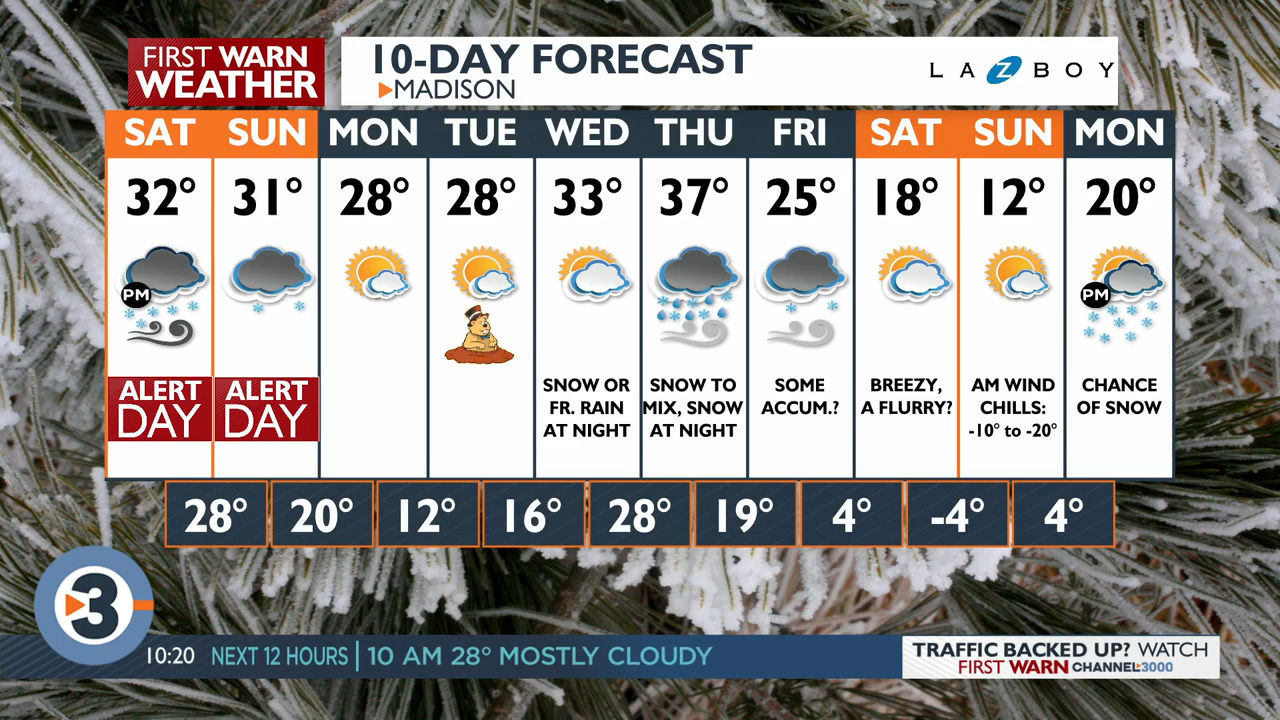 FIRST WARN
WEATHER
10-DAY FORECAST
MADISON
LAZBOY
SAT SUN MON TUE WED THU FRI SAT SUN MON
32° 31° 28° 28° 33° 37° 25° 18° 12° 20°
PM
PM
ALERT
DAY
ALERT
DAY
SNOW OR
FR. RAIN
AT NIGHT
SNOW TO
MIX, SNOW
AT NIGHT
SOME
ACCUM.?
BREEZY,
A FLURRY?
AM WIND
CHILLS:
-10° to -20°
CHANCE
OF SNOW
28° 20° 12° 16° 28° 19° 4° -4° 4°
3
10:20 NEXT 12 HOURS 10 AM 28° MOSTLY CLOUDY
TRAFFIC BACKED UP? WATCH
FIRST WARN CHANNEL3000